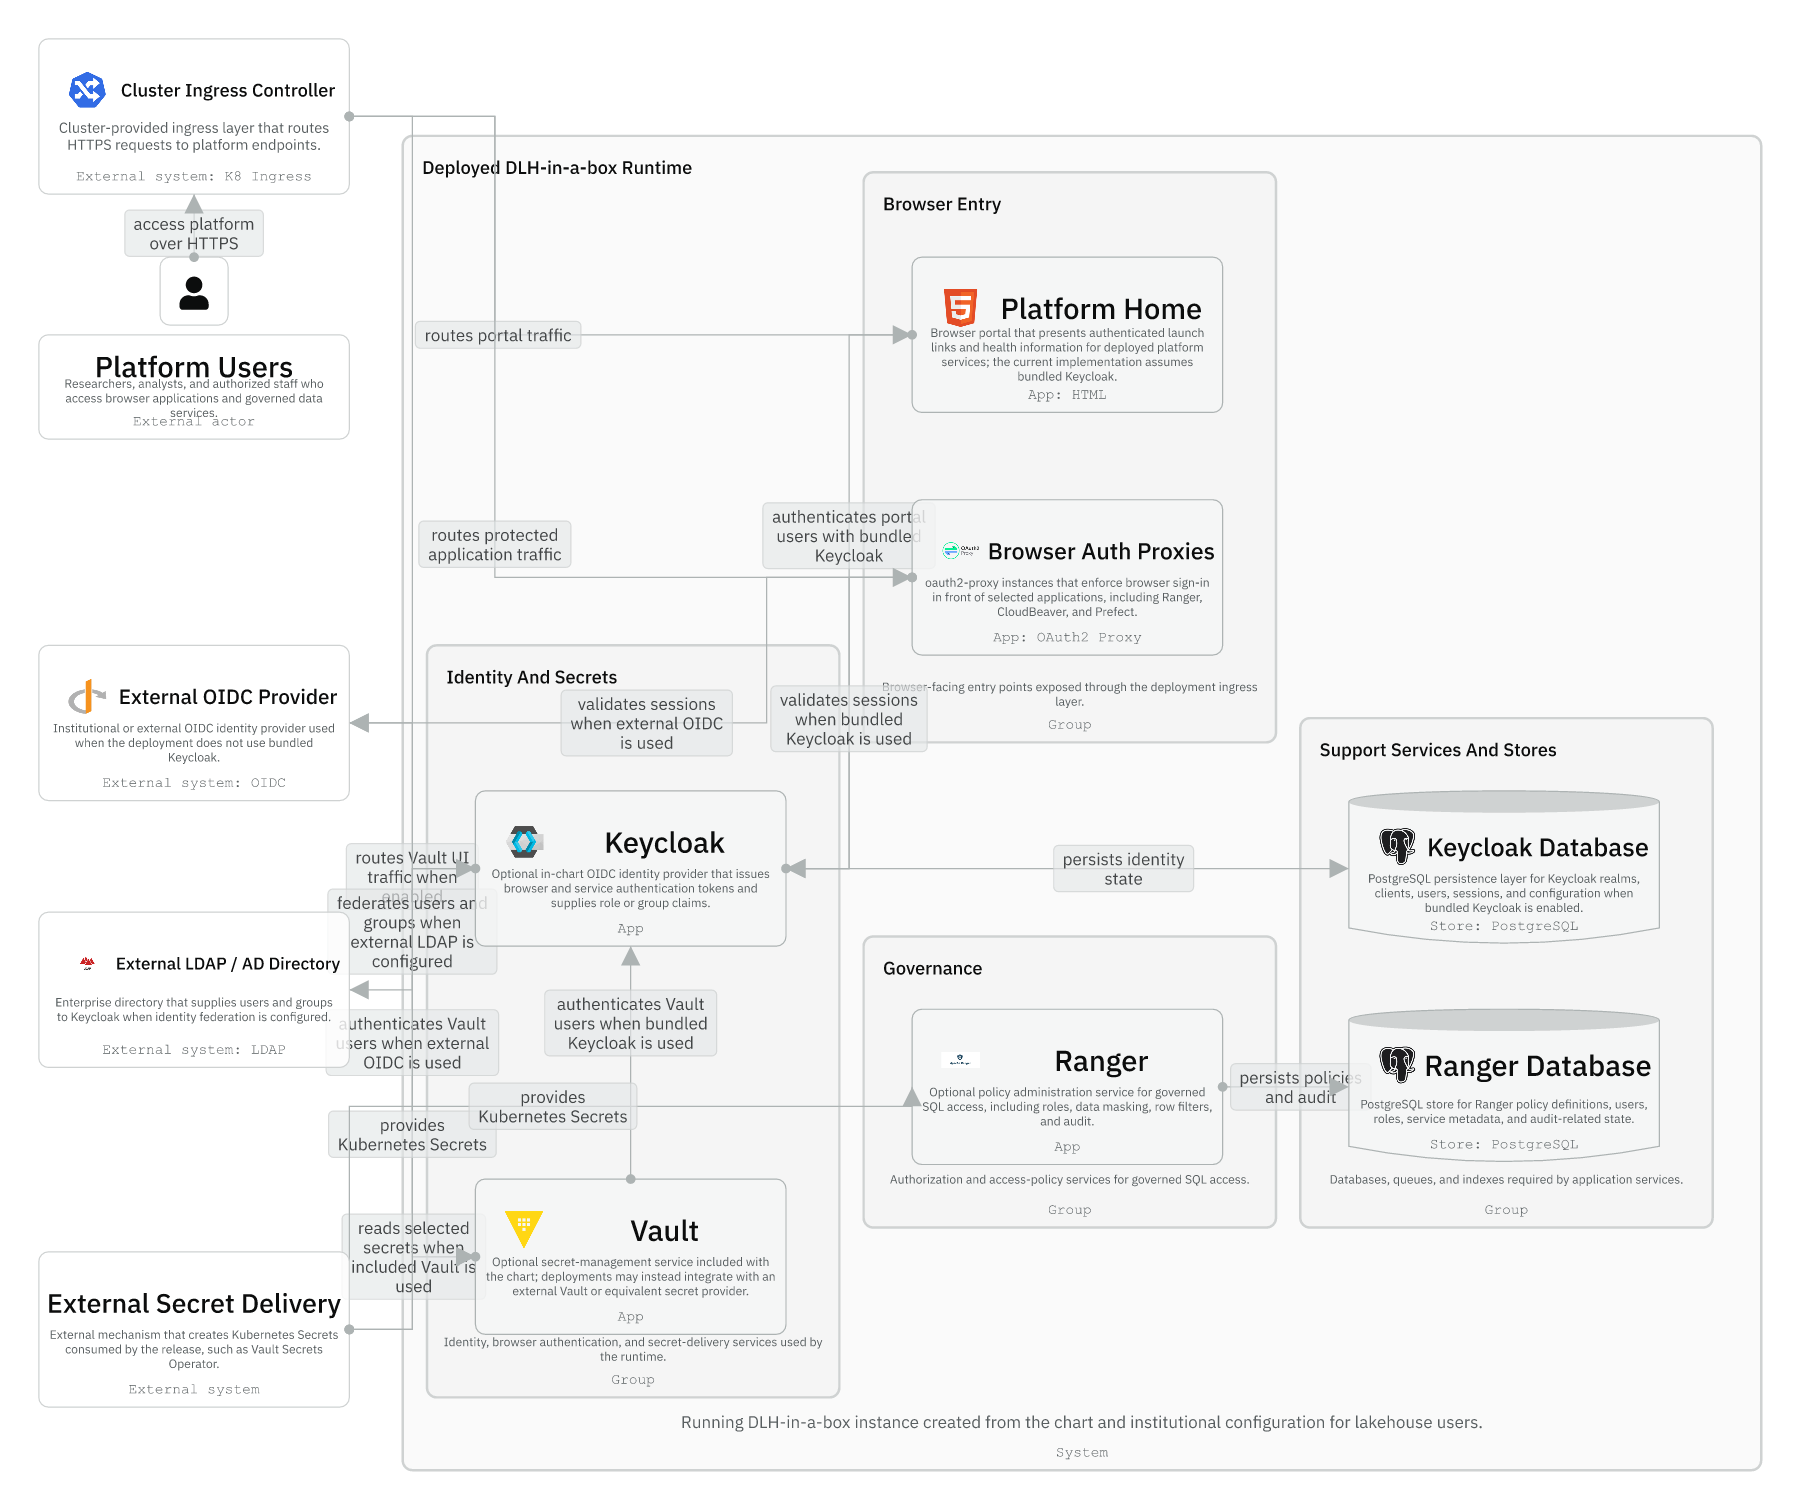 Cluster Ingress Controller
Cluster-provided ingress layer that routes
HTTPS requests to platform endpoints.
External system: K8 Ingress
access platform
over HTTPS
Platform Users
Researchers, analysts, and authorized staff who
access browser applications and governed data
services.
External actor
Deployed DLH-in-a-box Runtime
Browser Entry
Platform Home
Browser portal that presents authenticated launch
links and health information for deployed platform
services; the current implementation assumes
bundled Keycloak.
App: HTML
routes portal traffic
routes protected
application traffic
authenticates portal
users with bundled
Keycloak
Browser Auth Proxies
oauth2-proxy instances that enforce browser sign-in
in front of selected applications, including Ranger,
CloudBeaver, and Prefect.
App: OAuth2 Proxy
Browser-facing entry points exposed through the deployment ingress
layer.
Group
External OIDC Provider
Institutional or external OIDC identity provider used
when the deployment does not use bundled
Keycloak.
External system: OIDC
Identity And Secrets
validates sessions
when external OIDC
is used
validates sessions
when bundled
Keycloak is used
Support Services And Stores
Keycloak
Optional in-chart OIDC identity provider that issues
browser and service authentication tokens and
supplies role or group claims.
App
routes Vault UI
traffic when
enabled
federates users and
groups when
external LDAP is
configured
persists identity
state
Keycloak Database
PostgreSQL persistence layer for Keycloak realms,
clients, users, sessions, and configuration when
bundled Keycloak is enabled.
Store: PostgreSQL
External LDAP / AD Directory
Enterprise directory that supplies users and groups
to Keycloak when identity federation is configured.
External system: LDAP
authenticates Vault
users when external
OIDC is used
authenticates Vault
users when bundled
Keycloak is used
Governance
Ranger
Optional policy administration service for governed
SQL access, including roles, data masking, row filters,
and audit.
App
Authorization and access-policy services for governed SQL access.
Group
persists policies
and audit
Ranger Database
PostgreSQL store for Ranger policy definitions, users,
roles, service metadata, and audit-related state.
Store: PostgreSQL
Databases, queues, and indexes required by application services.
Group
provides
Kubernetes Secrets
provides
Kubernetes Secrets
reads selected
secrets when
included Vault is
used
Vault
Optional secret-management service included with
the chart; deployments may instead integrate with an
external Vault or equivalent secret provider.
App
Identity, browser authentication, and secret-delivery services used by
the runtime.
Group
External Secret Delivery
External mechanism that creates Kubernetes Secrets
consumed by the release, such as Vault Secrets
Operator.
External system
Running DLH-in-a-box instance created from the chart and institutional configuration for lakehouse users.
System